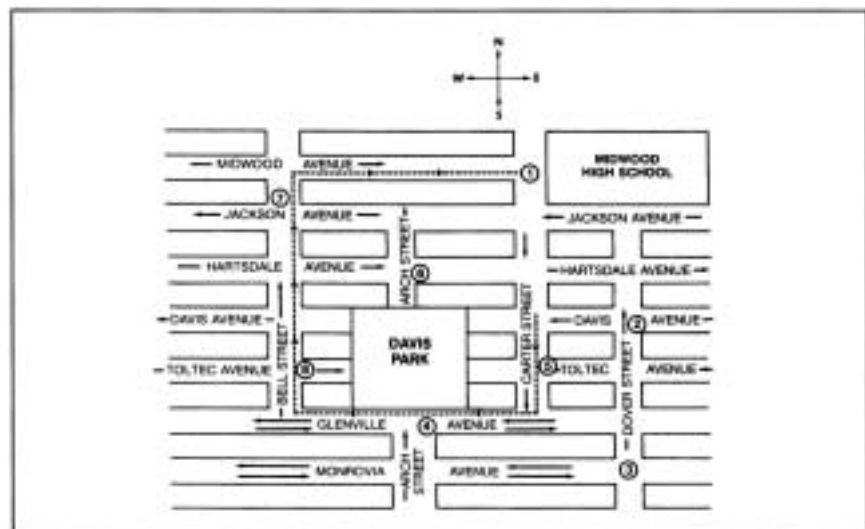 N
W E
S
MIDWOOD AVENUE
1
MIDWOOD
HIGH SCHOOL
7
JACKSON AVENUE
JACKSON AVENUE
ARCH STREET
HARTSDALE AVENUE
6
HARTSDALE AVENUE
DAVIS AVENUE
BELL STREET
DAVIS
PARK
CARTER STREET
DAVIS AVENUE
2
DOVER STREET
TOLTEC AVENUE
5
TOLTEC AVENUE
GLENVILLE AVENUE
4
ARCH
STREET
MONROVIA AVENUE
3